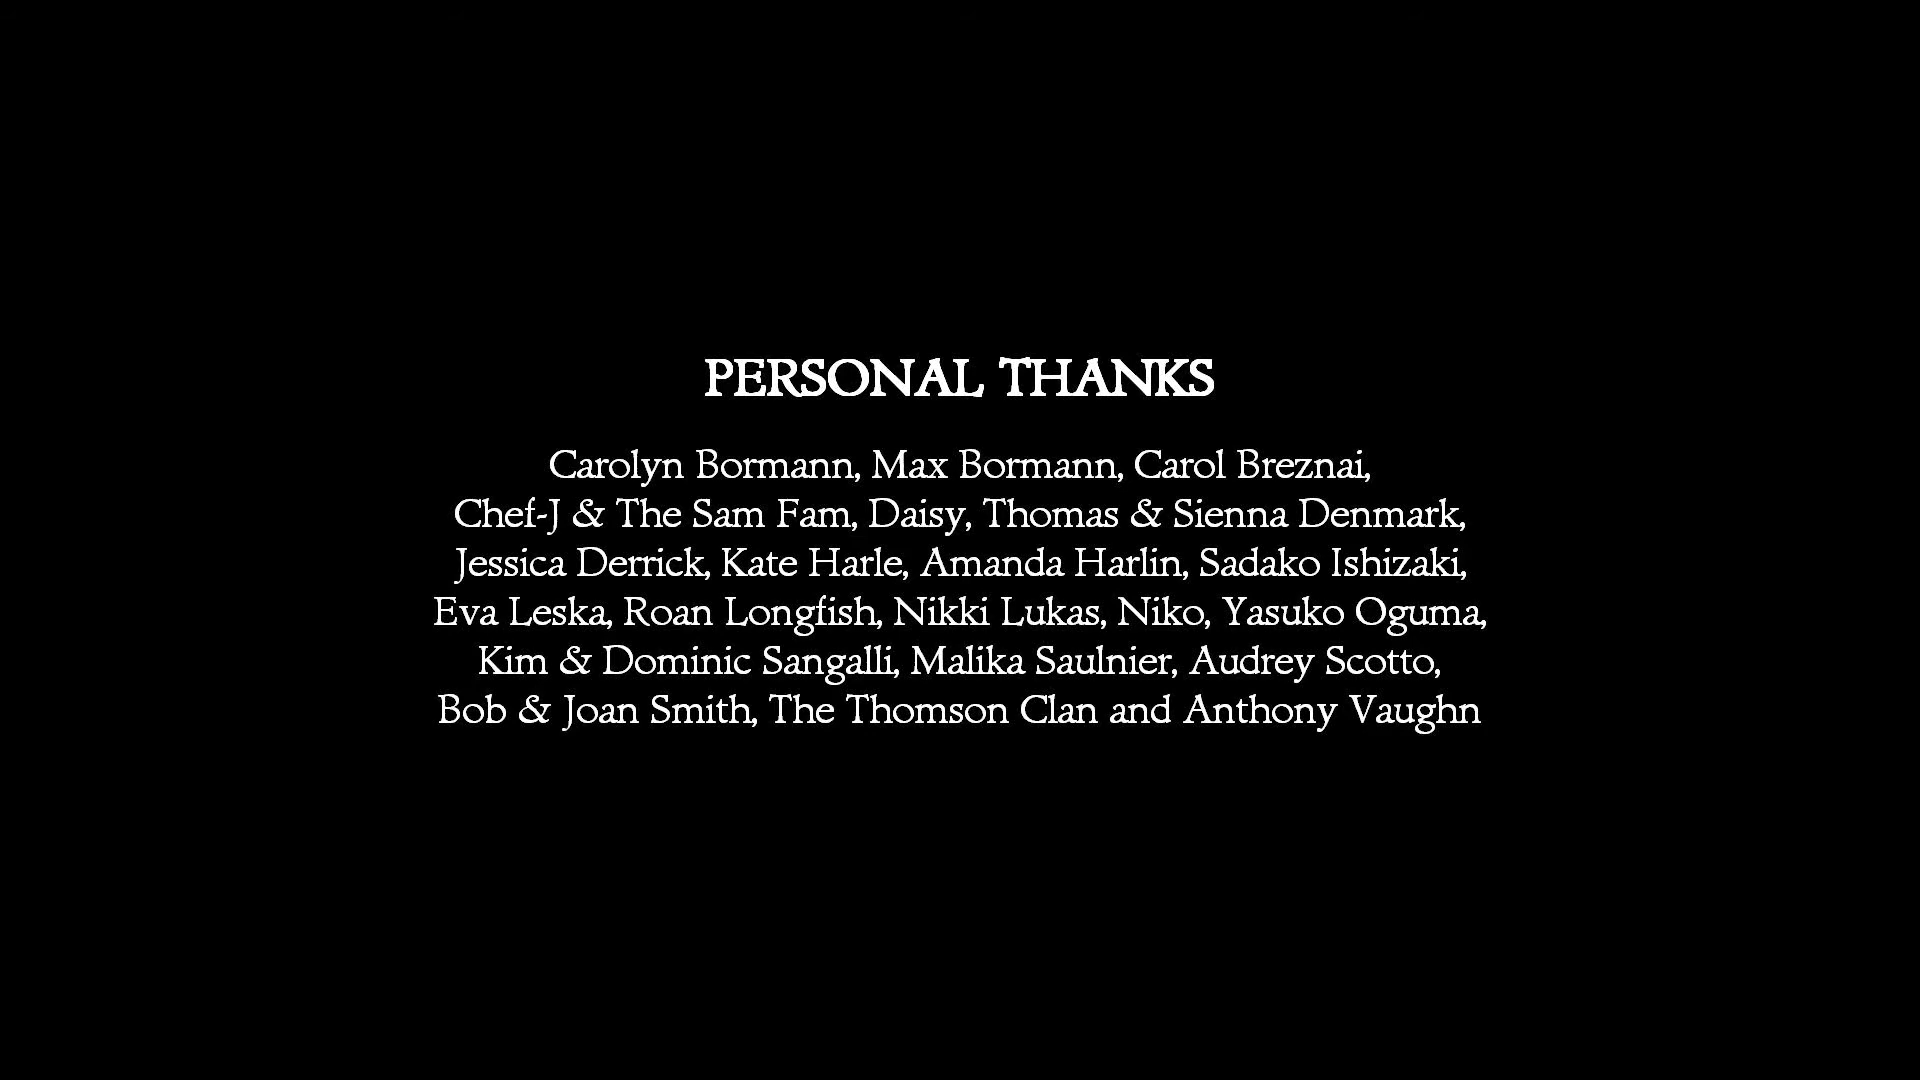 PERSONAL THANKS
Carolyn Bormann, Max Bormann, Carol Breznai,
Chef-J & The Sam Fam, Daisy, Thomas & Sienna Denmark,
Jessica Derrick, Kate Harle, Amanda Harlin, Sadako Ishizaki,
Eva Leska, Roan Longfish, Nikki Lukas, Niko, Yasuko Oguma,
Kim & Dominic Sangalli, Malika Saulnier, Audrey Scotto,
Bob & Joan Smith, The Thomson Clan and Anthony Vaughn